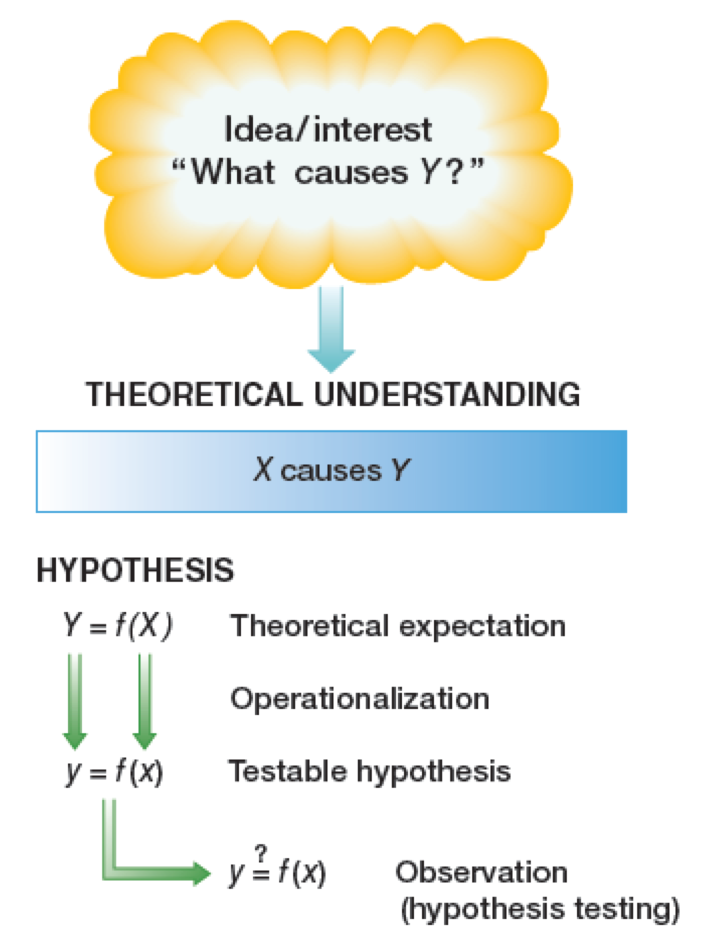 Idea/interest
“What causes Y?”
THEORETICAL UNDERSTANDING
X causes Y
HYPOTHESIS
Y = f(X) Theoretical expectation
Operationalization
y = f(x) Testable hypothesis
?
y = f(x) Observation
(hypothesis testing)